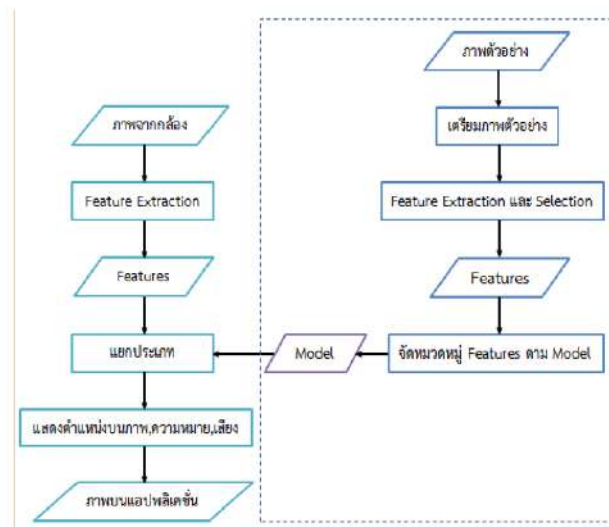 ภาพตัวอย่าง
ภาพจากกล้อง
เตรียมภาพตัวอย่าง
Feature Extraction
Feature Extraction และ Selection
Features
Features
แยกประเภท
Model
จัดหมวดหมู่ Features ตาม Model
แสดงตำแหน่งบนภาพ,ความหมาย,เสียง
ภาพบนแอปพลิเคชั่น